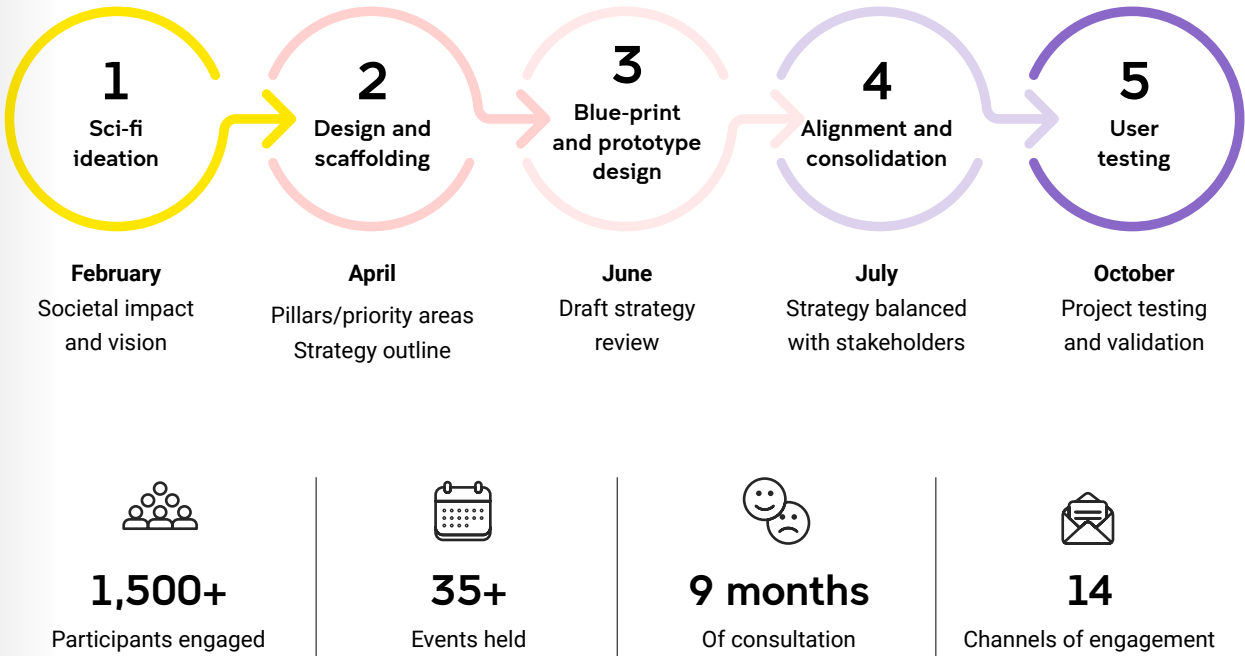 1
Sci-fi
ideation
2
Design and
scaffolding
3
Blue-print
and prototype
design
4
Alignment and
consolidation
5
User
testing
February
Societal impact
and vision
April
Pillars/priority areas
Strategy outline
June
Draft strategy
review
July
Strategy balanced
with stakeholders
October
Project testing
and validation
1,500+
Participants engaged
35+
Events held
9 months
Of consultation
14
Channels of engagement